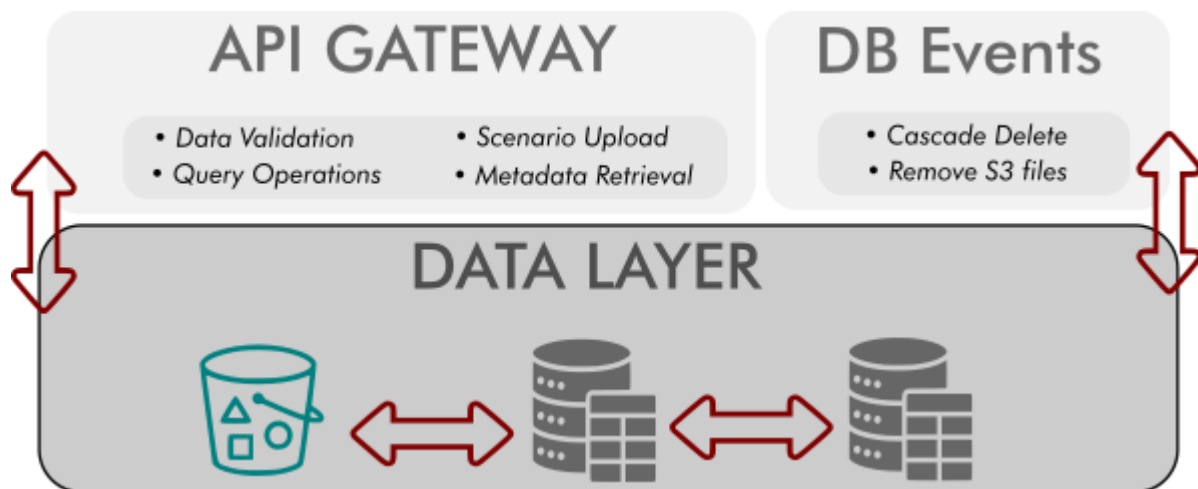 API GATEWAY
• Data Validation
• Query Operations
• Scenario Upload
• Metadata Retrieval
DB Events
• Cascade Delete
• Remove S3 files
DATA LAYER